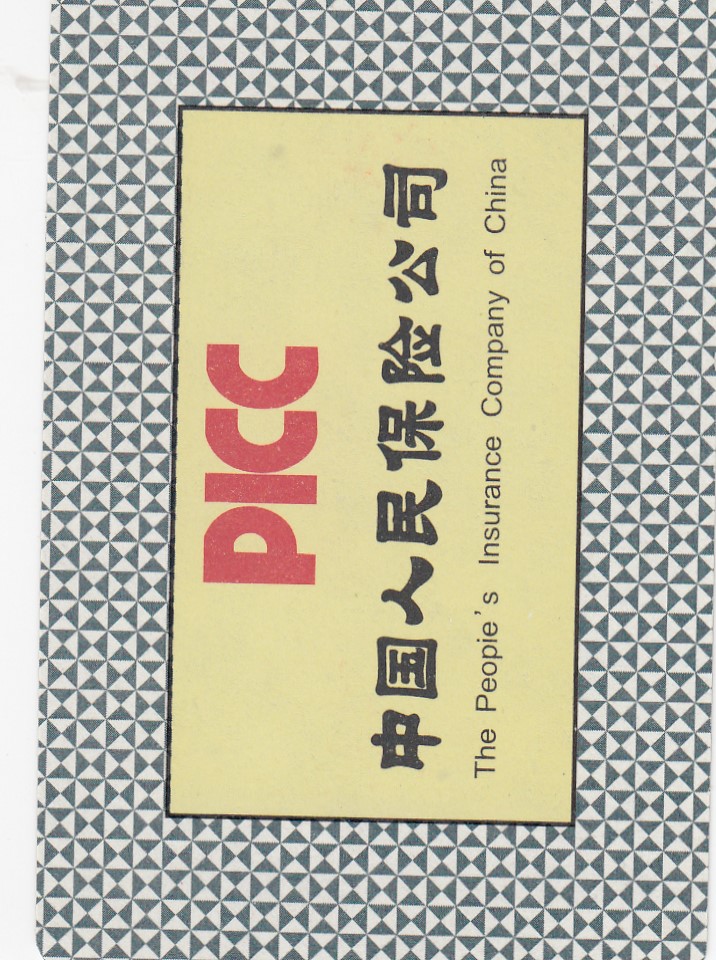 PICC
中国人民保险公司
The Peopie's Insurance Company of China